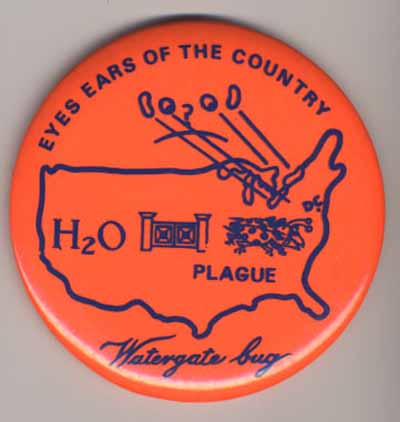 EYES EARS OF THE COUNTRY
?
D.C.
H₂O
PLAGUE
Watergate bug